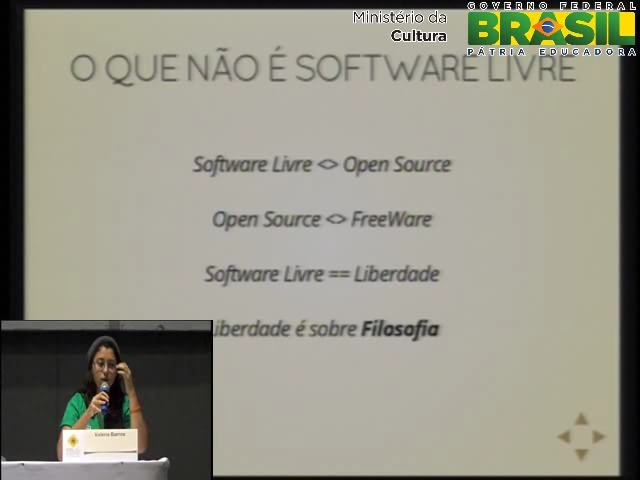 Ministério da
Cultura
GOVERNO FEDERAL
BRASIL
PÁTRIA EDUCADORA
O QUE NÃO É SOFTWARE LIVRE
Software Livre <> Open Source
Open Source <> FreeWare
Software Livre == Liberdade
iberdade é sobre Filosofia
Barros